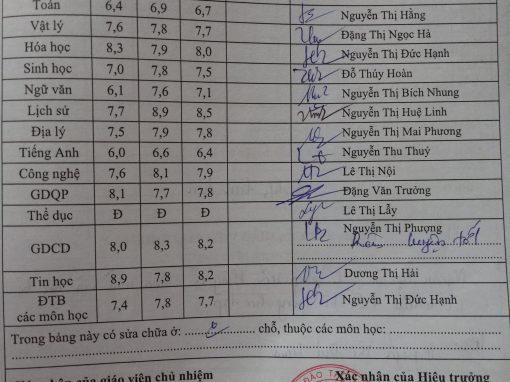 Toán 6,4 6,9 6,7 Nguyễn Thị Hằng
Vật lý 7,6 7,8 7,7 Đặng Thị Ngọc Hà
Hóa học 8,3 7,9 8,0 Nguyễn Thị Đức Hạnh
Sinh học 7,0 7,8 7,5 Đỗ Thúy Hoàn
Ngữ văn 6,1 7,6 7,1 Nguyễn Thị Bích Nhung
Lịch sử 7,7 8,9 8,5 Nguyễn Thị Huệ Linh
Địa lý 7,5 7,9 7,8 Nguyễn Thị Mai Phương
Tiếng Anh 6,0 6,6 6,4 Nguyễn Thu Thuỷ
Công nghệ 7,6 8,1 7,9 Lê Thị Nội
GDQP 8,1 7,7 7,8 Đặng Văn Trường
Thể dục Đ Đ Đ Lê Thị Lẫy
GDCD 8,0 8,3 8,2 Nguyễn Thị Phượng
luyện tốt
Tin học 8,9 7,8 8,2 Dương Thị Hải
ĐTB các môn học 7,4 7,8 7,7 Nguyễn Thị Đức Hạnh
Trong bảng này có sửa chữa ở: 0 chỗ, thuộc các môn học:
của giáo viên chủ nhiệm Xác nhận của Hiệu trưởng